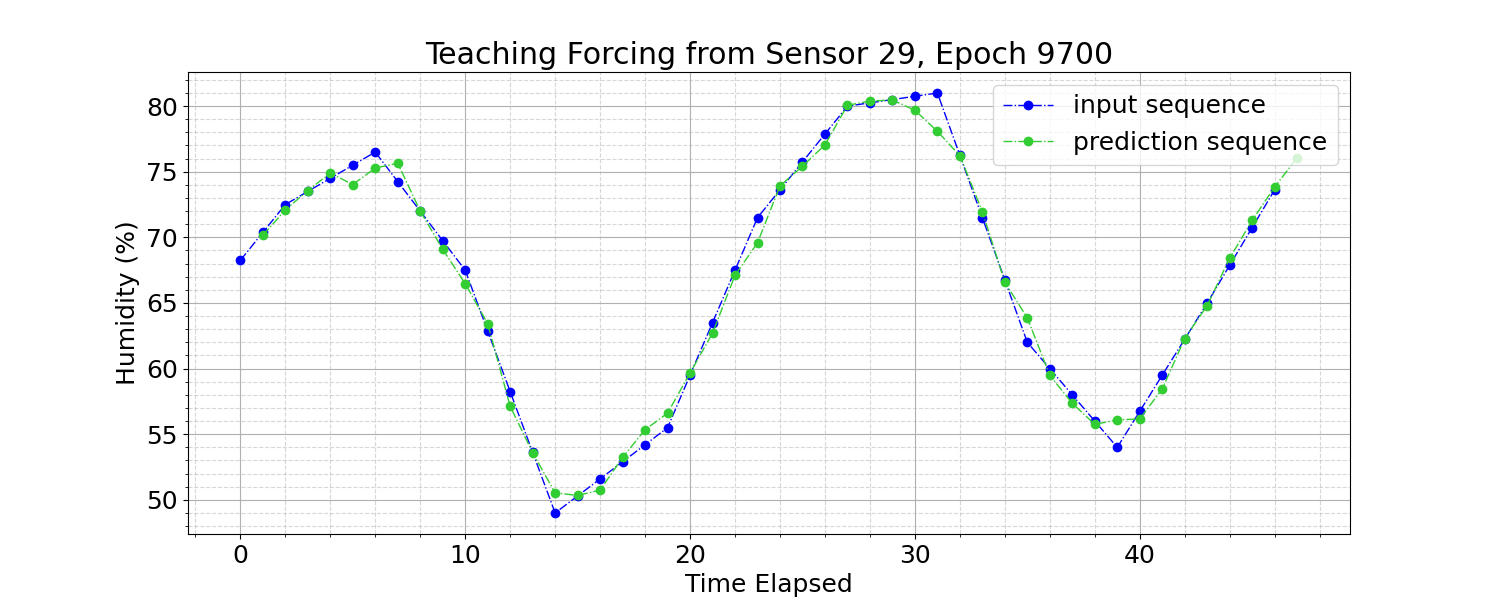 Teaching Forcing from Sensor 29, Epoch 9700
input sequence
prediction sequence
Humidity (%)
80
75
70
65
60
55
50
0 10 20 30 40
Time Elapsed